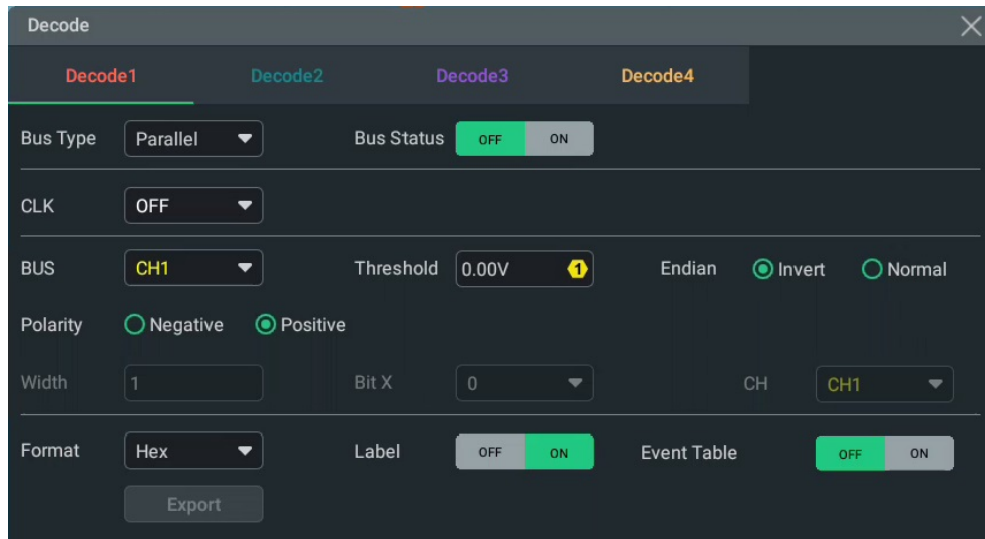 Decode
Decode1 Decode2 Decode3 Decode4
Bus Type Parallel Bus Status OFF ON
CLK OFF
BUS CH1 Threshold 0.00V 1 Endian Invert Normal
Polarity Negative Positive
Width 1 Bit X 0 CH CH1
Format Hex Label OFF ON Event Table OFF ON
Export